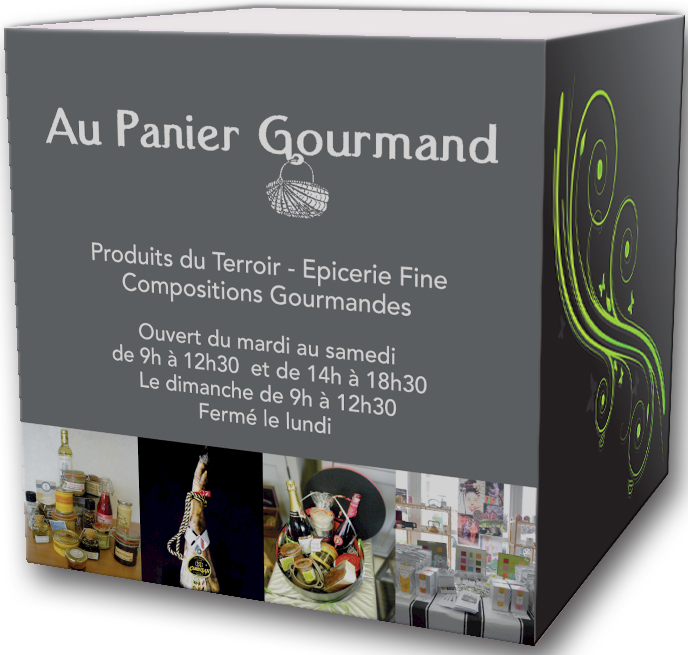 Au Panier Gourmand
Produits du Terroir - Epicerie Fine
Compositions Gourmandes
Ouvert du mardi au samedi
de 9h à 12h30 et de 14h à 18h30
Le dimanche de 9h à 12h30
Fermé le lundi